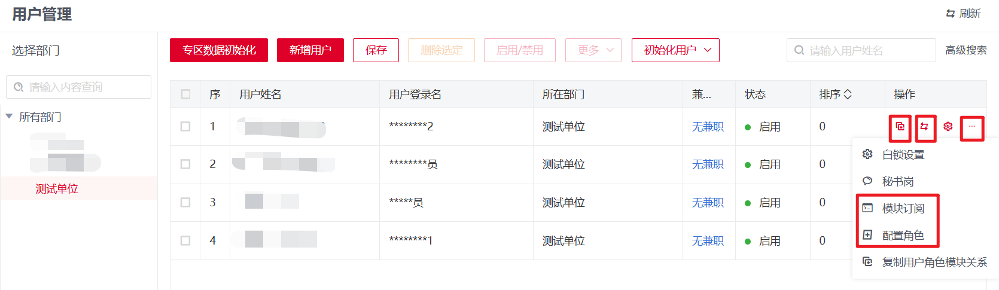 用户管理
刷新
选择部门
专区数据初始化 新增用户 保存 删除选定 启用/禁用 更多 初始化用户 请输入用户姓名 高级搜索
请输入内容查询
所有部门
测试单位
序 用户姓名 用户登录名 所在部门 兼... 状态 排序 操作
1 ********2 测试单位 无兼职 启用 0 ...
2 ********员 测试单位 无兼职 启用 0
3 *****员 测试单位 无兼职 启用 0
4 ********1 测试单位 无兼职 启用 0
白锁设置
秘书岗
模块订阅
配置角色
复制用户角色模块关系